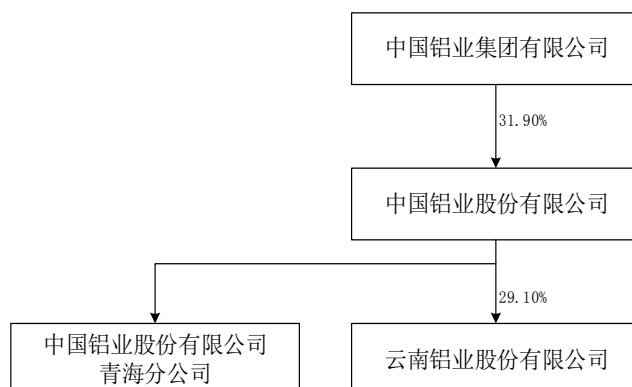 中国铝业集团有限公司
31.90%
中国铝业股份有限公司
29.10%
中国铝业股份有限公司
青海分公司
云南铝业股份有限公司